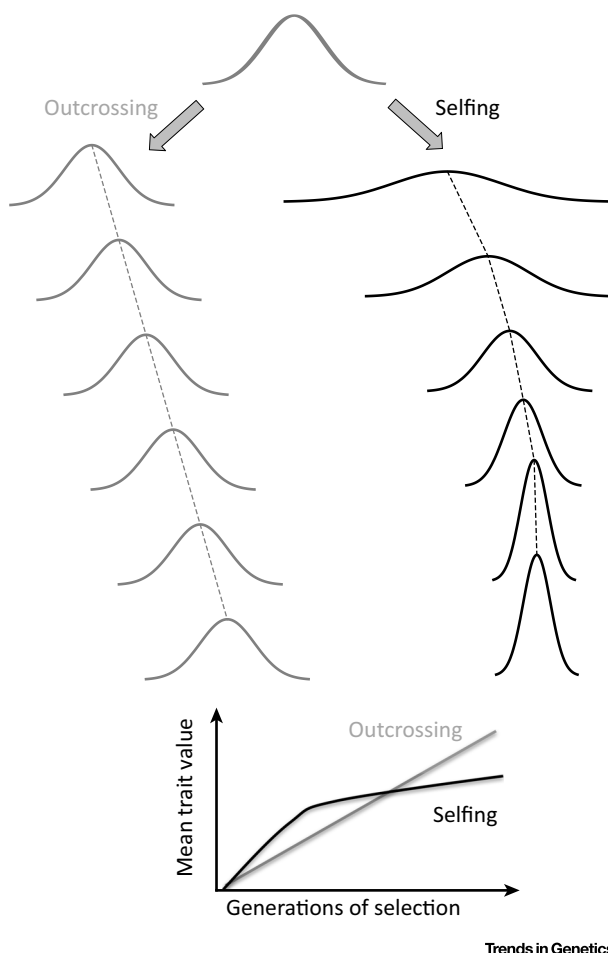 Outcrossing
Selfing
Outcrossing
Selfing
Mean trait value
Generations of selection
Trends in Genetics